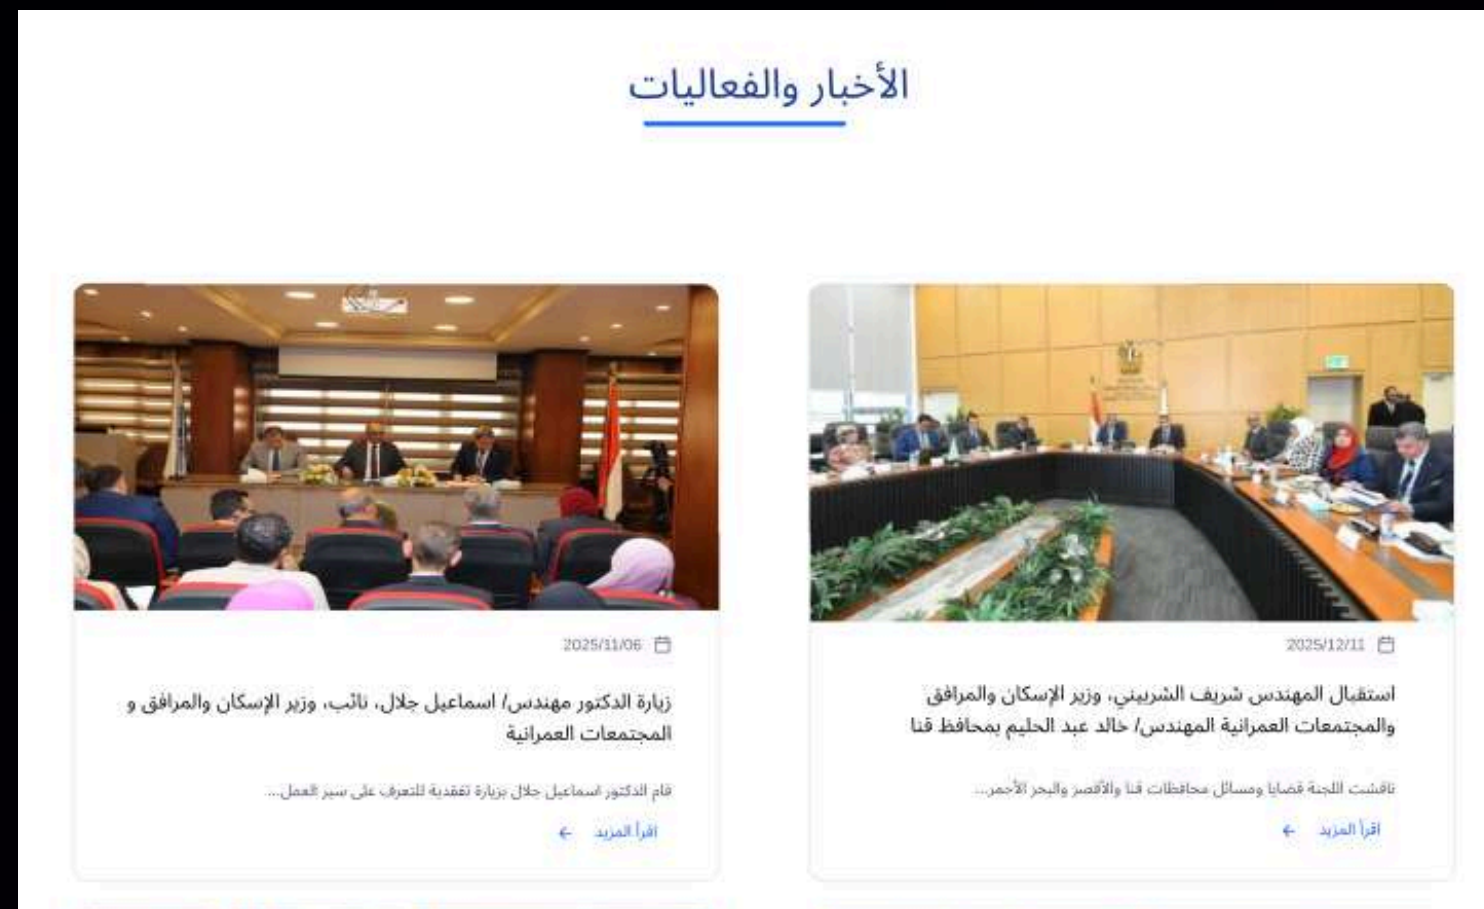 الأخبار والفعاليات
2025/12/11
استقبال المهندس شريف الشربيني، وزير الإسكان والمرافق
والمجتمعات العمرانية المهندس/ خالد عبد الحليم بمحافظ قنا
ناقشت اللجنة قضايا ومسائل محافظات قنا والأقصر والبحر الأحمر...
اقرأ المزيد
2025/11/06
زيارة الدكتور مهندس/ اسماعيل جلال، نائب، وزير الإسكان والمرافق و
المجتمعات العمرانية
قام الدكتور اسماعيل جلال بزيارة تفقدية للتعرف على سير العمل...
اقرأ المزيد